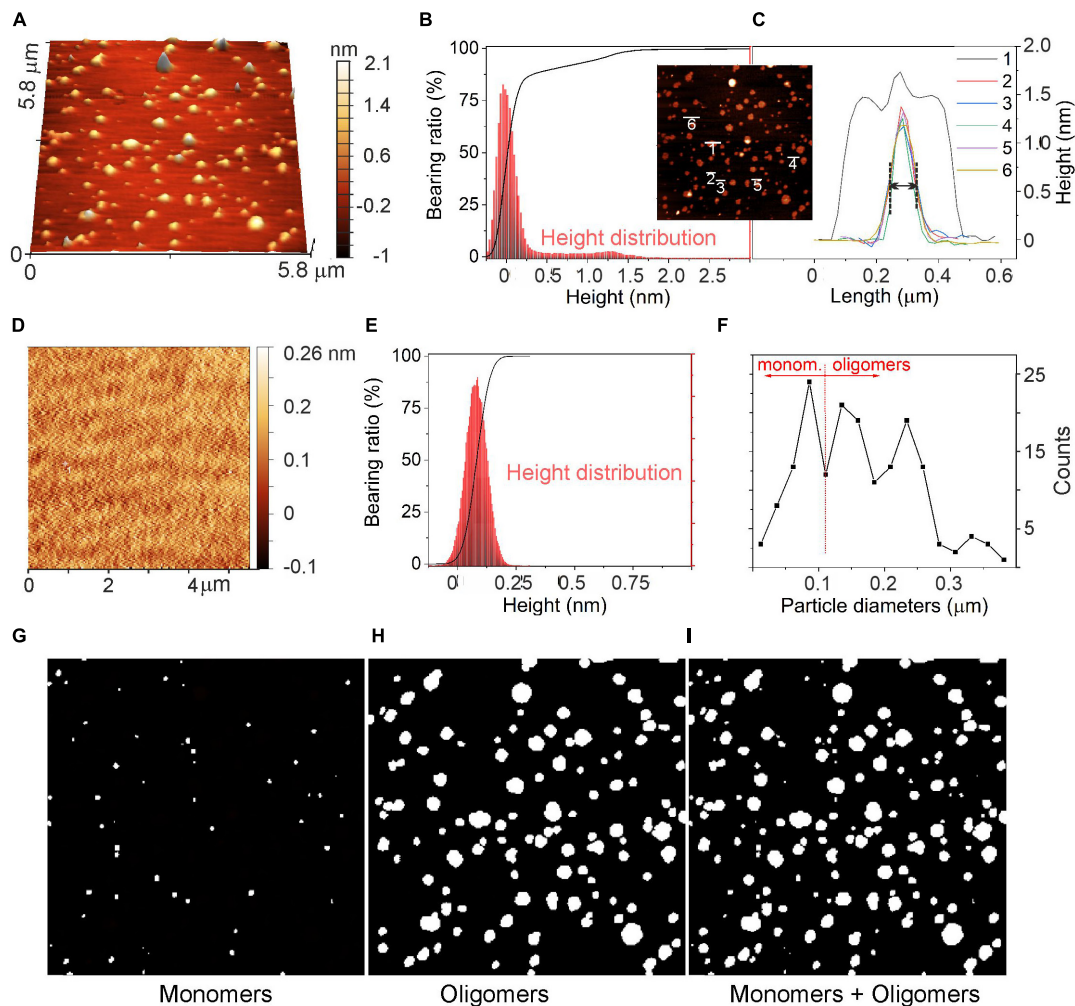 A
5.8 μm
0
0
5.8
μm
nm
2.1
1.4
0.6
-0.2
-1
B
Bearing ratio (%)
100
75
50
25
0
Height distribution
0
0.5
1.0
1.5
2.0
2.5
Height (nm)
6
1
4
2
3
5
C
1
2
3
4
5
6
2.0
1.5
1.0
0.5
0
Height (nm)
0
0.2
0.4
0.6
Length (μm)
D
0.26 nm
0.2
0.1
0
-0.1
0
2
4
μm
E
Bearing ratio (%)
100
75
50
25
0
Height distribution
0
0.25
0.5
0.75
Height (nm)
F
monom. oligomers
25
15
5
Counts
0.1
0.2
0.3
Particle diameters (μm)
G
H
I
Monomers
Oligomers
Monomers + Oligomers